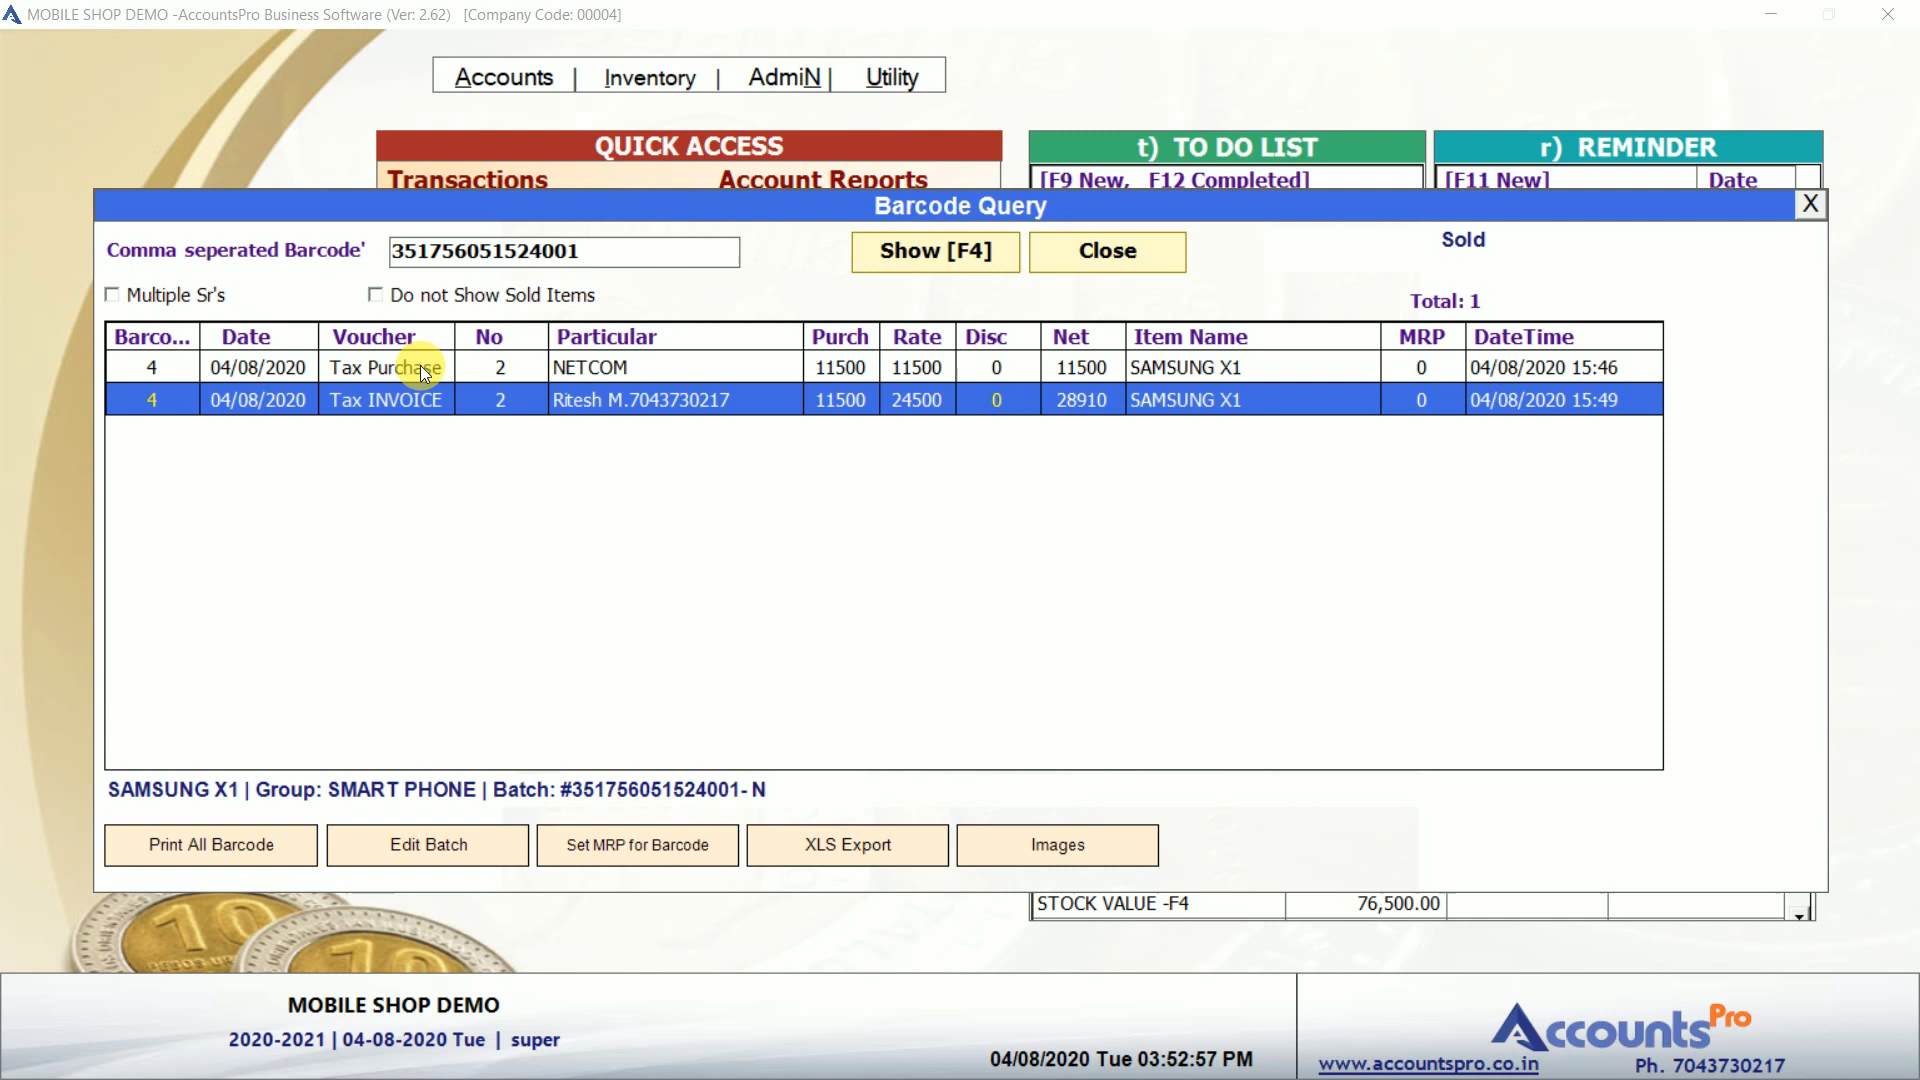 MOBILE SHOP DEMO -AccountsPro Business Software (Ver: 2.62) [Company Code: 00004]
Accounts | Inventory | AdmiN | Utility
QUICK ACCESS
t) TO DO LIST
r) REMINDER
Transactions Account Reports
[F9 New, F12 Completed]
[F11 New] Date
Barcode Query X
Comma seperated Barcode' 351756051524001 Show [F4] Close Sold
Multiple Sr's Do not Show Sold Items Total: 1
Barco... Date Voucher No Particular Purch Rate Disc Net Item Name MRP DateTime
4 04/08/2020 Tax Purchase 2 NETCOM 11500 11500 0 11500 SAMSUNG X1 0 04/08/2020 15:46
4 04/08/2020 Tax INVOICE 2 Ritesh M.7043730217 11500 24500 0 28910 SAMSUNG X1 0 04/08/2020 15:49
SAMSUNG X1 | Group: SMART PHONE | Batch: #351756051524001- N
Print All Barcode Edit Batch Set MRP for Barcode XLS Export Images
STOCK VALUE -F4 76,500.00
10
10
MOBILE SHOP DEMO
2020-2021 | 04-08-2020 Tue | super
04/08/2020 Tue 03:52:57 PM
Accounts Pro
www.accountspro.co.in Ph. 7043730217